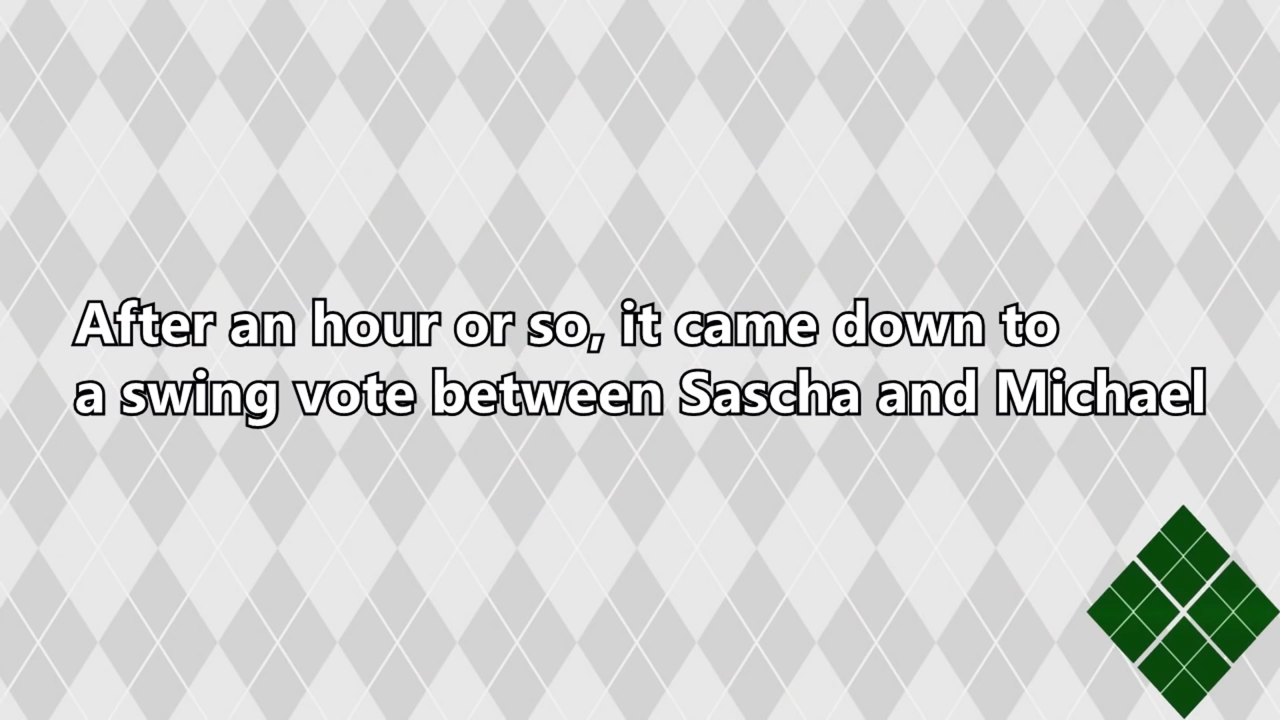 After an hour or so, it came down to
a swing vote between Sascha and Michael